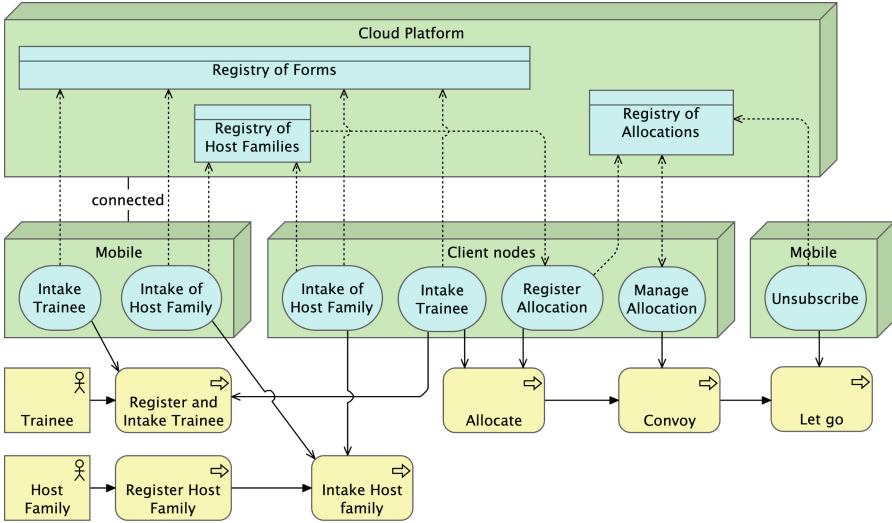 Cloud Platform
Registry of Forms
Registry of
Host Families
Registry of
Allocations
connected
Mobile
Client nodes
Mobile
Intake
Trainee
Intake of
Host Family
Intake of
Host Family
Intake
Trainee
Register
Allocation
Manage
Allocation
Unsubscribe
Trainee
Register and
Intake Trainee
Allocate
Convoy
Let go
Host
Family
Register Host
Family
Intake Host
family